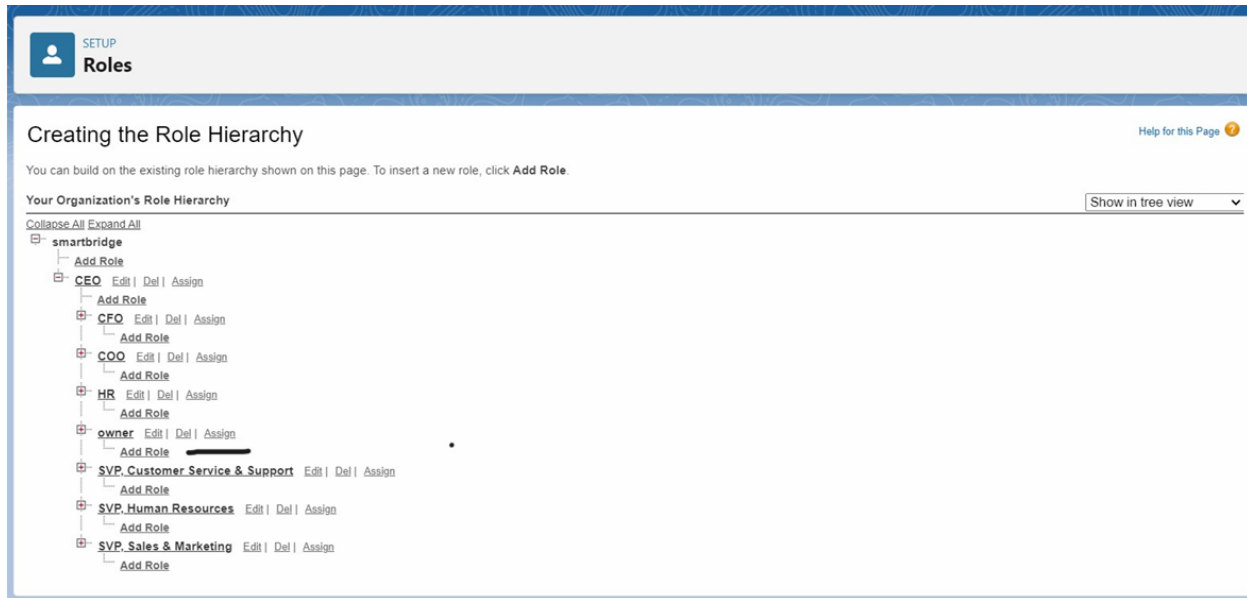 SETUP
Roles
Creating the Role Hierarchy
Help for this Page ?
You can build on the existing role hierarchy shown on this page. To insert a new role, click Add Role.
Your Organization's Role Hierarchy
Show in tree view
Collapse All Expand All
smartbridge
Add Role
CEO Edit | Del | Assign
Add Role
CFO Edit | Del | Assign
Add Role
COO Edit | Del | Assign
Add Role
HR Edit | Del | Assign
Add Role
owner Edit | Del | Assign
Add Role
SVP, Customer Service & Support Edit | Del | Assign
Add Role
SVP, Human Resources Edit | Del | Assign
Add Role
SVP, Sales & Marketing Edit | Del | Assign
Add Role